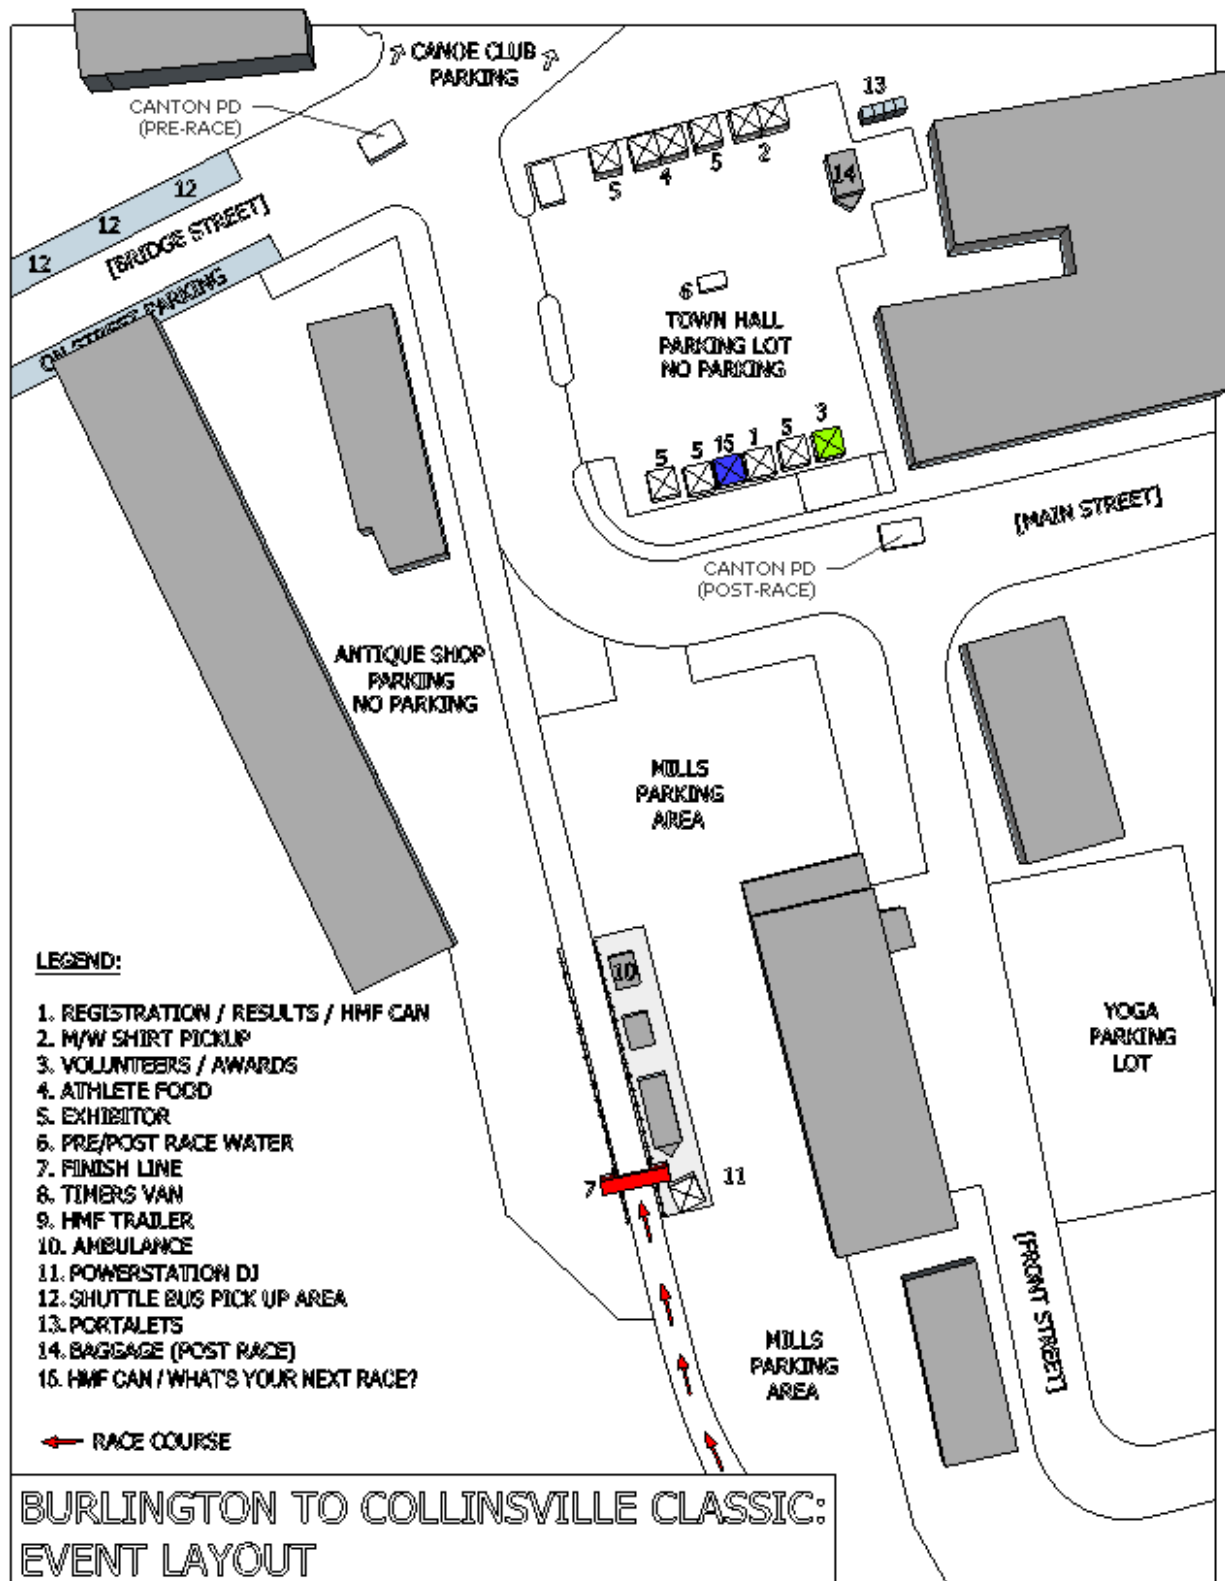 CANOE CLUB
PARKING
CANTON PD
(PRE-RACE)
13
12
12
12
[BRIDGE STREET]
ON STREET PARKING
5
4
5
2
14
6
TOWN HALL
PARKING LOT
NO PARKING
5
5
15
1
5
3
[MAIN STREET]
CANTON PD
(POST-RACE)
ANTIQUE SHOP
PARKING
NO PARKING
MILLS
PARKING
AREA
10
YOGA
PARKING
LOT
7
11
[FRONT STREET]
MILLS
PARKING
AREA
LEGEND:
1. REGISTRATION / RESULTS / HMF CAN
2. M/W SHIRT PICKUP
3. VOLUNTEERS / AWARDS
4. ATHLETE FOOD
5. EXHIBITOR
6. PRE/POST RACE WATER
7. FINISH LINE
8. TIMERS VAN
9. HMF TRAILER
10. AMBULANCE
11. POWERSTATION DJ
12. SHUTTLE BUS PICK UP AREA
13. PORTALETS
14. BAGGAGE (POST RACE)
15. HMF CAN / WHAT'S YOUR NEXT RACE?
RACE COURSE
BURLINGTON TO COLLINSVILLE CLASSIC:
EVENT LAYOUT